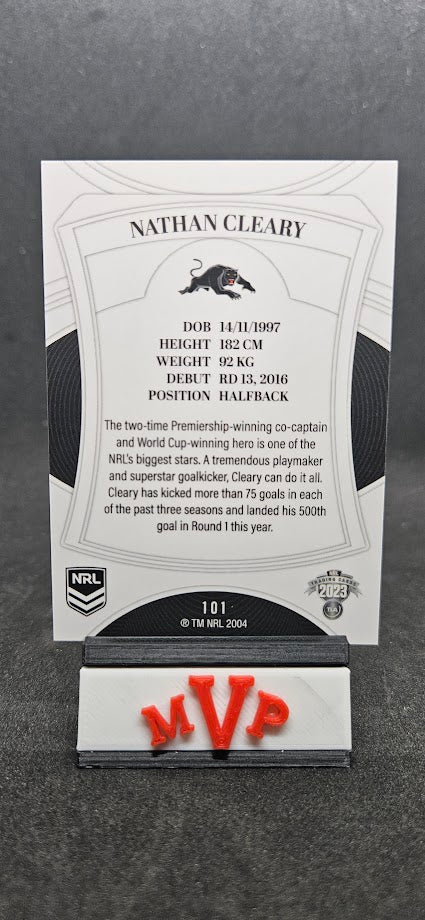 NATHAN CLEARY
DOB 14/11/1997
HEIGHT 182 CM
WEIGHT 92 KG
DEBUT RD 13, 2016
POSITION HALFBACK
The two-time Premiership-winning co-captain
and World Cup-winning hero is one of the
NRL's biggest stars. A tremendous playmaker
and superstar goalkicker, Cleary can do it all.
Cleary has kicked more than 75 goals in each
of the past three seasons and landed his 500th
goal in Round 1 this year.
NRL
TRADING CARDS
2023
TLA
101
® TM NRL 2004
MVP